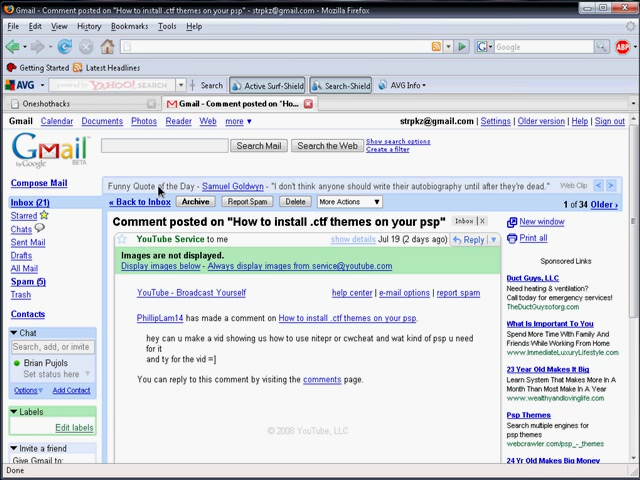 Gmail - Comment posted on "How to install .ctf themes on your psp" - strpkz@gmail.com - Mozilla Firefox
File Edit View History Bookmarks Tools Help
Google
ABP
Getting Started Latest Headlines
AVG YAHOO! SEARCH Search Active Surf-Shield Search-Shield AVG Info
Oneshothacks Gmail - Comment posted on "Ho...
Gmail Calendar Documents Photos Reader Web more ▼ strpkz@gmail.com | Settings | Older version | Help | Sign out
Gmail by Google BETA
Search Mail Search the Web Show search options
Create a filter
Compose Mail
Inbox (21)
Starred
Chats
Sent Mail
Drafts
All Mail
Spam (5)
Trash
Contacts
Chat
Search, add, or invite
Brian Pujols
Set status here
Options Add Contact
Labels
Edit labels
Invite a friend
Give Gmail to:
Funny Quote of the Day - Samuel Goldwyn - "I don't think anyone should write their autobiography until after they're dead." Web Clip < >
« Back to Inbox Archive Report Spam Delete More Actions 1 of 34 Older ›
Comment posted on "How to install .ctf themes on your psp" Inbox | X
YouTube Service to me show details Jul 19 (2 days ago) Reply
Images are not displayed.
Display images below - Always display images from service@youtube.com
YouTube - Broadcast Yourself help center | e-mail options | report spam
PhillipLam14 has made a comment on How to install .ctf themes on your psp.
hey can u make a vid showing us how to use nitepr or cwcheat and wat kind of psp u need
for it
and ty for the vid =]
You can reply to this comment by visiting the comments page.
© 2008 YouTube, LLC
New window
Print all
Sponsored Links
Duct Guys, LLC
Need heating & ventilation?
Call today for emergency services!
TheDuctGuysoforg.com
What Is Important To You
Spend More Time With Family And
Friends While Working From Home
www.ImmediateLuxuryLifestyle.com
23 Year Old Makes It Big
Learn System That Makes More In A
Month Than Most Make In A Year
www.wealthyandlovinglife.com
Psp Themes
Search multiple engines for
psp themes
webcrawler.com/psp_-_themes
24 Yr Old Makes Big Money
Done